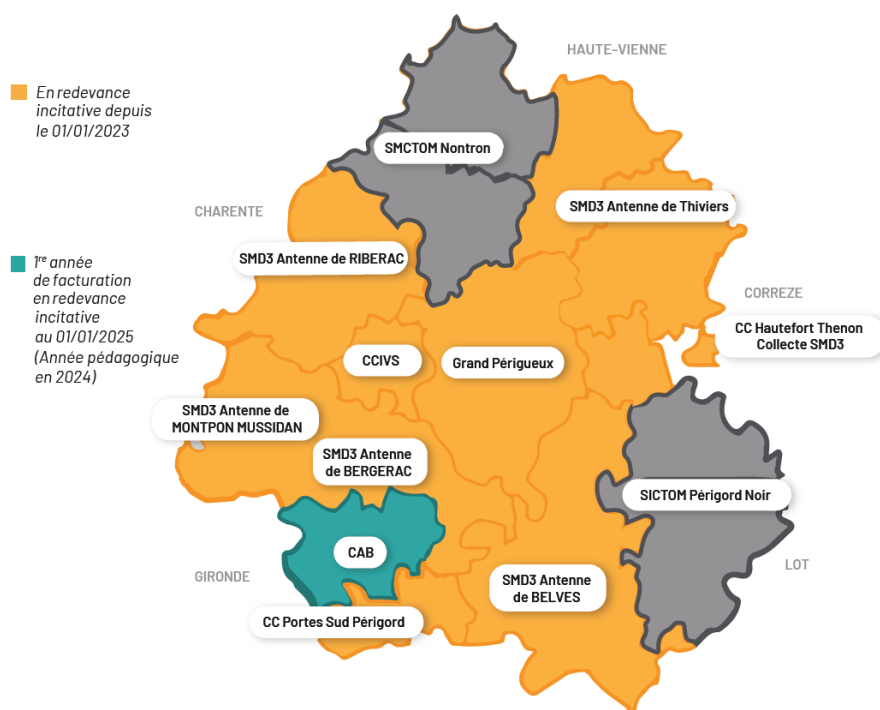 HAUTE-VIENNE
En redevance
incitative depuis
le 01/01/2023
SMCTOM Nontron
CHARENTE
SMD3 Antenne de Thiviers
SMD3 Antenne de RIBERAC
1re année
de facturation
en redevance
incitative
au 01/01/2025
(Année pédagogique
en 2024)
CORREZE
CC Hautefort Thenon
Collecte SMD3
CCIVS
Grand Périgueux
SMD3 Antenne de
MONTPON MUSSIDAN
SMD3 Antenne
de BERGERAC
SICTOM Périgord Noir
CAB
GIRONDE
LOT
SMD3 Antenne
de BELVES
CC Portes Sud Périgord